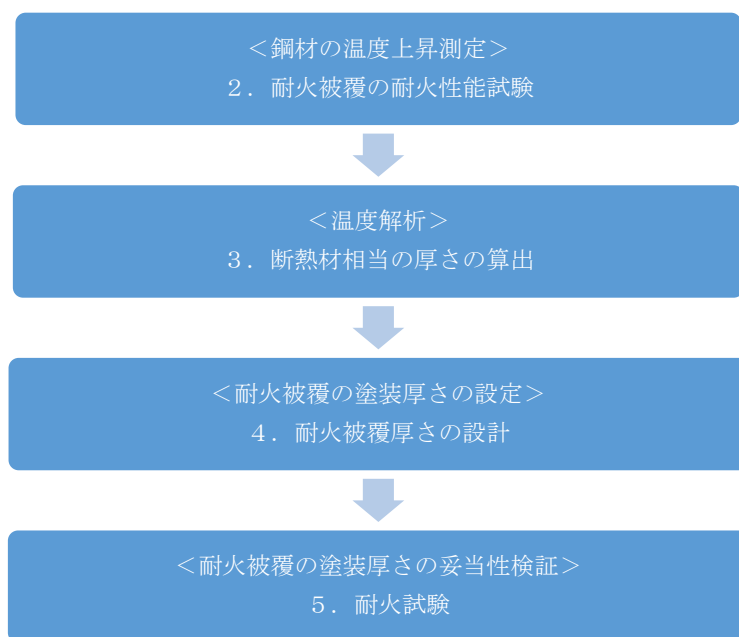 ＜鋼材の温度上昇測定＞
２．耐火被覆の耐火性能試験
＜温度解析＞
３．断熱材相当の厚さの算出
＜耐火被覆の塗装厚さの設定＞
４．耐火被覆厚さの設計
＜耐火被覆の塗装厚さの妥当性検証＞
５．耐火試験